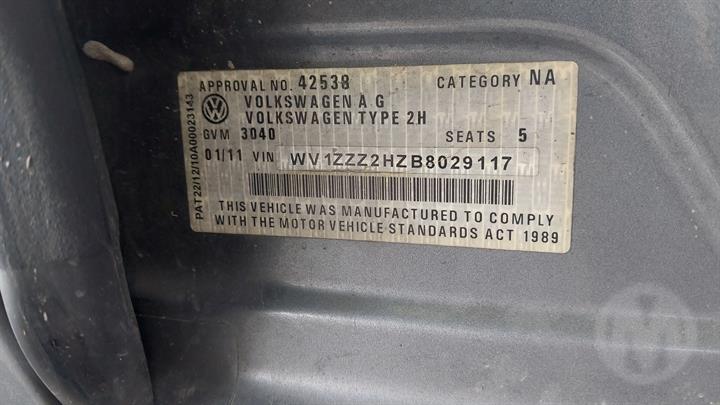 APPROVAL NO. 42538 CATEGORY NA
VOLKSWAGEN A G
VOLKSWAGEN TYPE 2H
GVM 3040 SEATS 5
01/11 VIN WV1ZZZ2HZB8029117
THIS VEHICLE WAS MANUFACTURED TO COMPLY
WITH THE MOTOR VEHICLE STANDARDS ACT 1989
PAT22/12/10A00023143